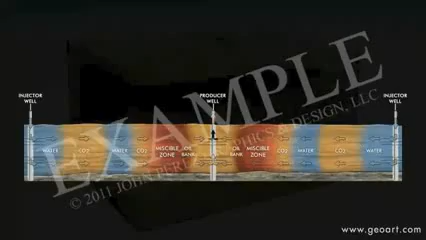 INJECTOR WELL
PRODUCER WELL
INJECTOR WELL
WATER CO2 WATER CO2 MISCIBLE ZONE OIL BANK OIL BANK MISCIBLE ZONE CO2 WATER CO2 WATER
EXAMPLE
© 2011 JOHN PER GRAPHICS & DESIGN, LLC
www.geoart.com